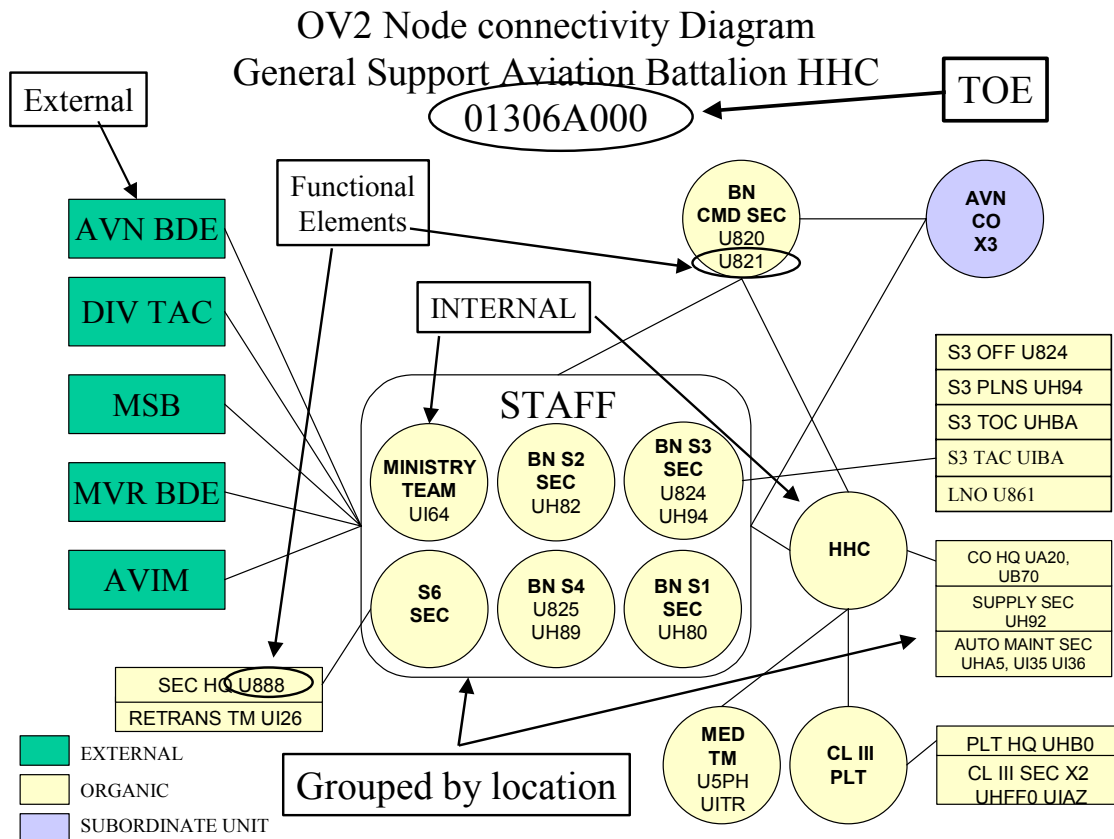 OV2 Node connectivity Diagram
General Support Aviation Battalion HHC
External
01306A000
TOE
Functional
Elements
BN
CMD SEC
U820
U821
AVN
CO
X3
AVN BDE
DIV TAC
MSB
MVR BDE
AVIM
INTERNAL
STAFF
MINISTRY
TEAM
UI64
BN S2
SEC
UH82
BN S3
SEC
U824
UH94
S6
SEC
BN S4
U825
UH89
BN S1
SEC
UH80
HHC
S3 OFF U824
S3 PLNS UH94
S3 TOC UHBA
S3 TAC UIBA
LNO U861
CO HQ UA20,
UB70
SUPPLY SEC
UH92
AUTO MAINT SEC
UHA5, UI35 UI36
SEC HQ U888
RETRANS TM UI26
MED
TM
U5PH
UITR
CL III
PLT
PLT HQ UHB0
CL III SEC X2
UHFF0 UIAZ
Grouped by location
EXTERNAL
ORGANIC
SUBORDINATE UNIT